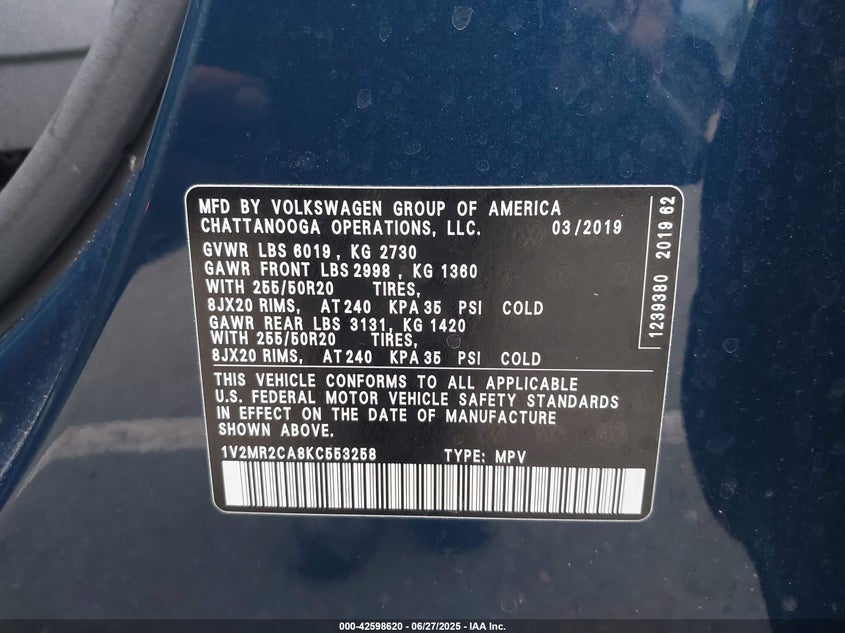 MFD BY VOLKSWAGEN GROUP OF AMERICA
CHATTANOOGA OPERATIONS, LLC. 03/2019
GVWR LBS 6019, KG 2730
GAWR FRONT LBS 2998, KG 1360
WITH 255/50R20 TIRES,
8JX20 RIMS, AT 240 KPA 35 PSI COLD
GAWR REAR LBS 3131, KG 1420
WITH 255/50R20 TIRES,
8JX20 RIMS, AT 240 KPA 35 PSI COLD
THIS VEHICLE CONFORMS TO ALL APPLICABLE
U.S. FEDERAL MOTOR VEHICLE SAFETY STANDARDS
IN EFFECT ON THE DATE OF MANUFACTURE
SHOWN ABOVE.
1V2MR2CA8KC553258 TYPE: MPV
1239380 2019 62
000-42598620 - 06/27/2025 - IAA Inc.